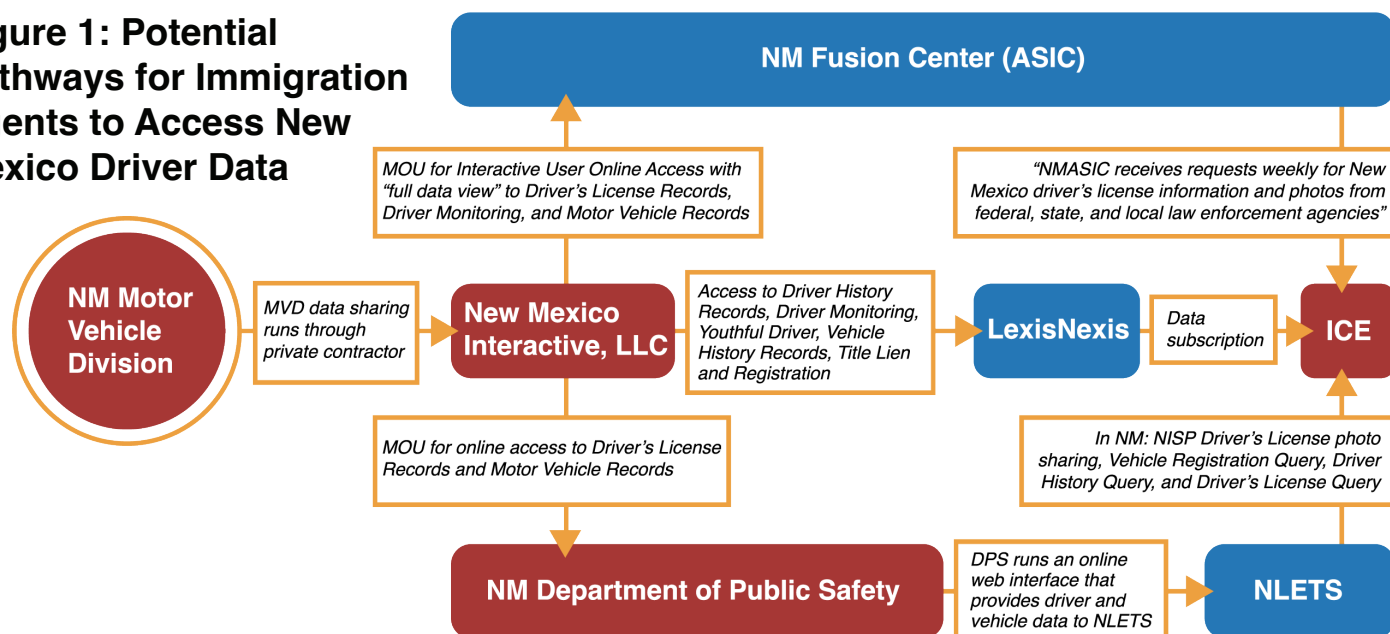 gure 1: Potential
thways for Immigration
ents to Access New
exico Driver Data
NM Fusion Center (ASIC)
MOU for Interactive User Online Access with
“full data view” to Driver’s License Records,
Driver Monitoring, and Motor Vehicle Records
“NMASIC receives requests weekly for New
Mexico driver’s license information and photos from
federal, state, and local law enforcement agencies”
NM Motor
Vehicle
Division
MVD data sharing
runs through
private contractor
New Mexico
Interactive, LLC
Access to Driver History
Records, Driver Monitoring,
Youthful Driver, Vehicle
History Records, Title Lien
and Registration
LexisNexis
Data
subscription
ICE
MOU for online access to Driver’s License
Records and Motor Vehicle Records
In NM: NISP Driver’s License photo
sharing, Vehicle Registration Query, Driver
History Query, and Driver’s License Query
NM Department of Public Safety
DPS runs an online
web interface that
provides driver and
vehicle data to NLETS
NLETS